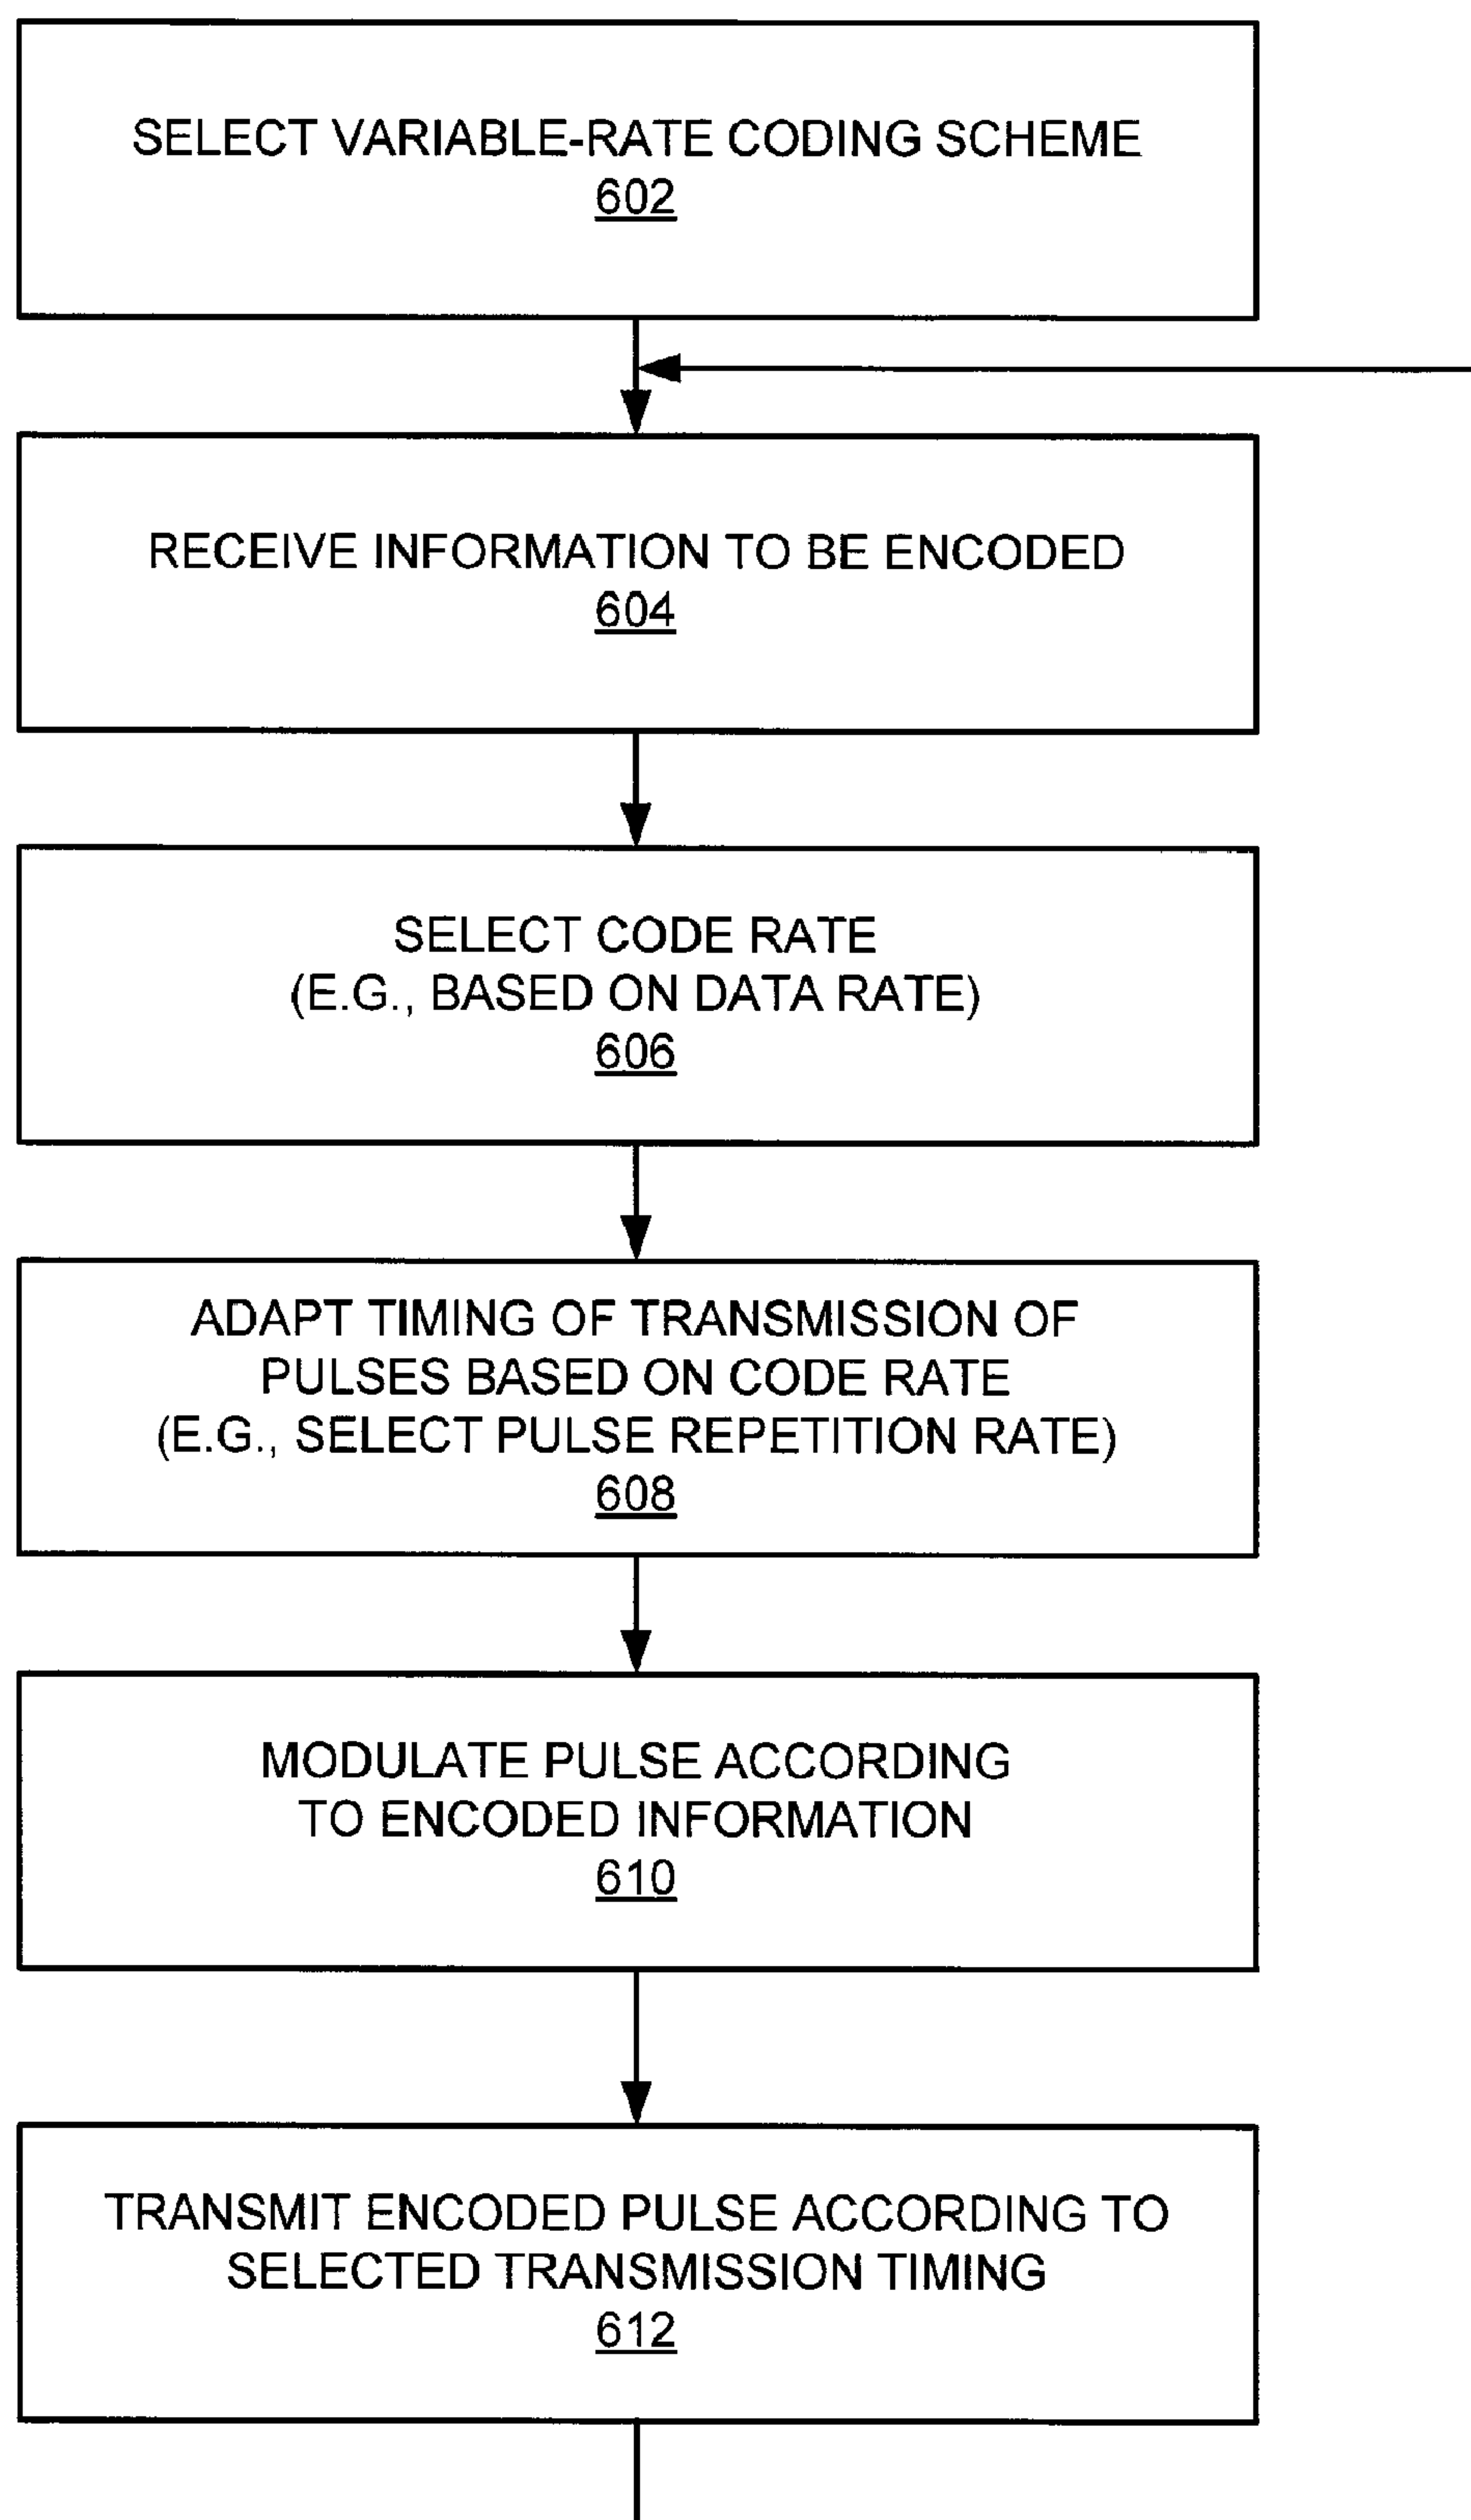 SELECT VARIABLE-RATE CODING SCHEME
602
RECEIVE INFORMATION TO BE ENCODED
604
SELECT CODE RATE
(E.G., BASED ON DATA RATE)
606
ADAPT TIMING OF TRANSMISSION OF
PULSES BASED ON CODE RATE
(E.G., SELECT PULSE REPETITION RATE)
608
MODULATE PULSE ACCORDING
TO ENCODED INFORMATION
610
TRANSMIT ENCODED PULSE ACCORDING TO
SELECTED TRANSMISSION TIMING
612